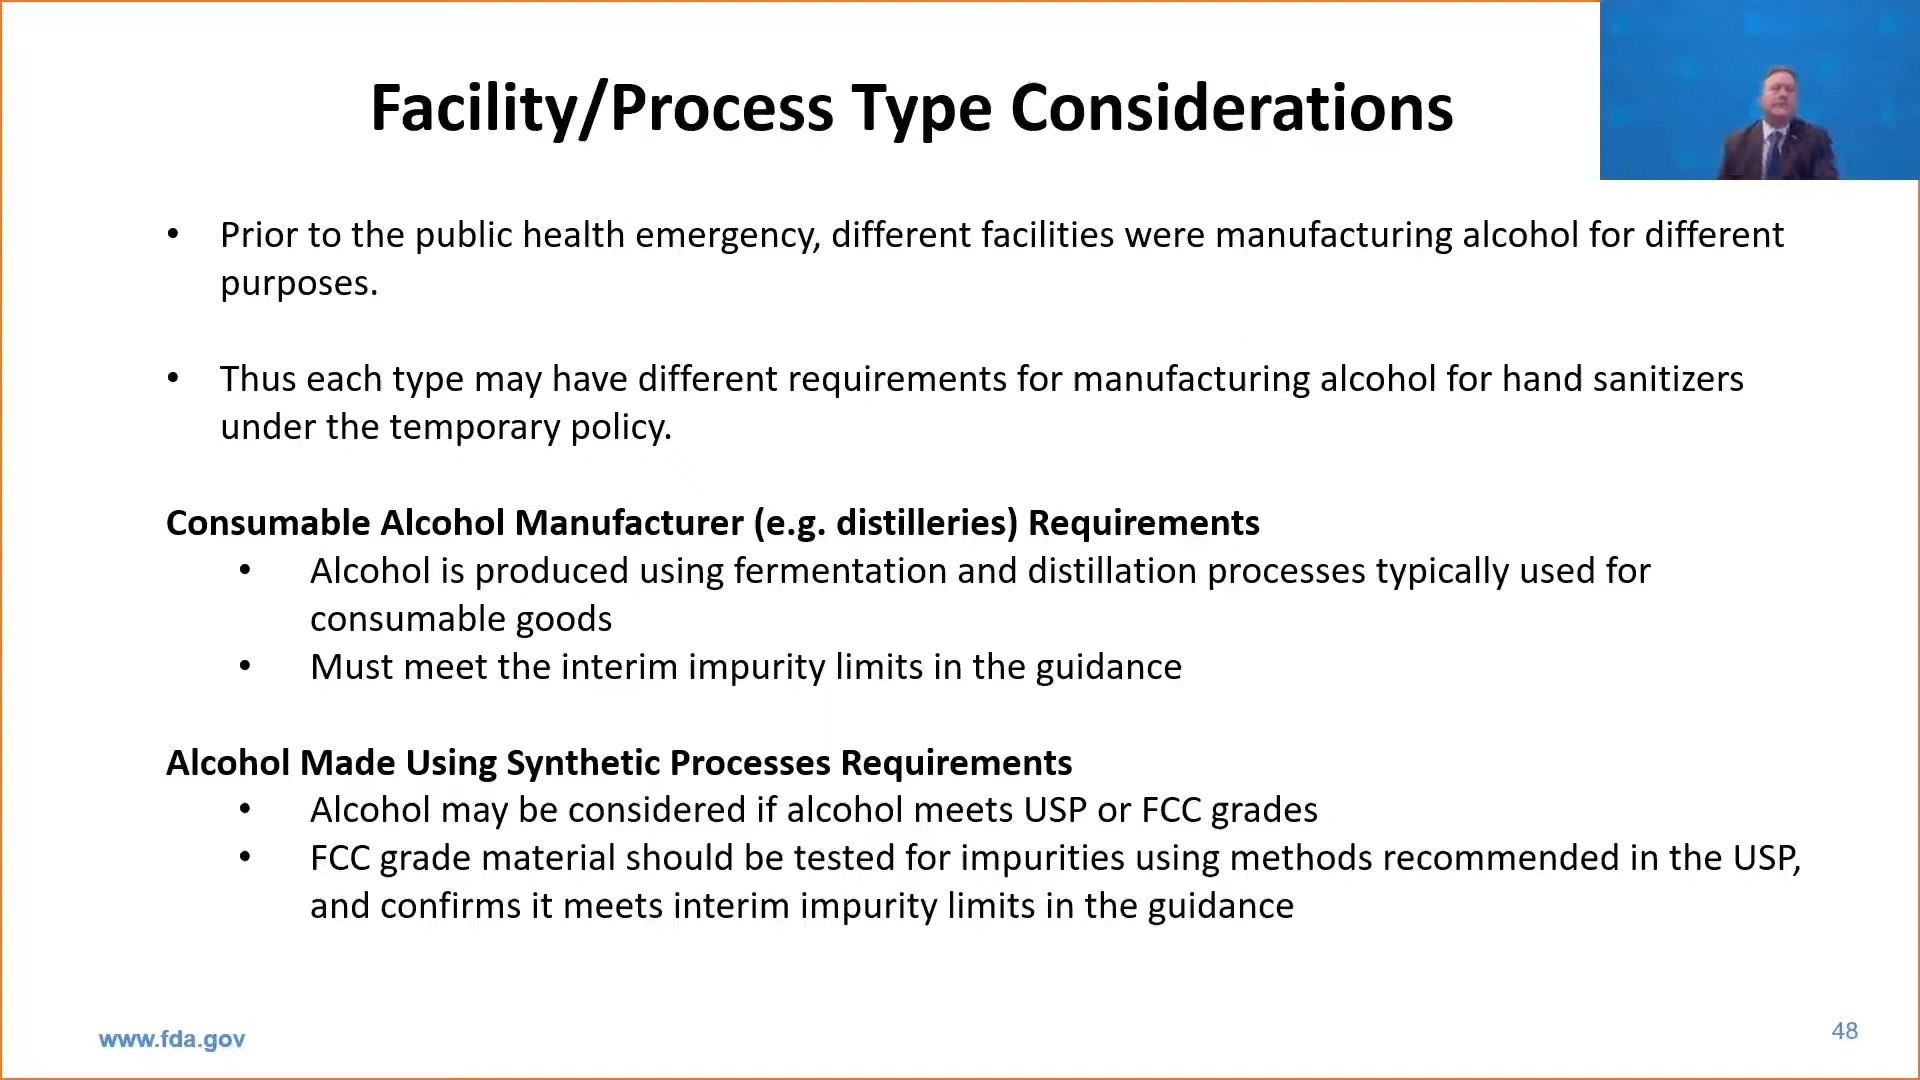 Facility/Process Type Considerations
• Prior to the public health emergency, different facilities were manufacturing alcohol for different
purposes.
• Thus each type may have different requirements for manufacturing alcohol for hand sanitizers
under the temporary policy.
Consumable Alcohol Manufacturer (e.g. distilleries) Requirements
• Alcohol is produced using fermentation and distillation processes typically used for
consumable goods
• Must meet the interim impurity limits in the guidance
Alcohol Made Using Synthetic Processes Requirements
• Alcohol may be considered if alcohol meets USP or FCC grades
• FCC grade material should be tested for impurities using methods recommended in the USP,
and confirms it meets interim impurity limits in the guidance
www.fda.gov
48